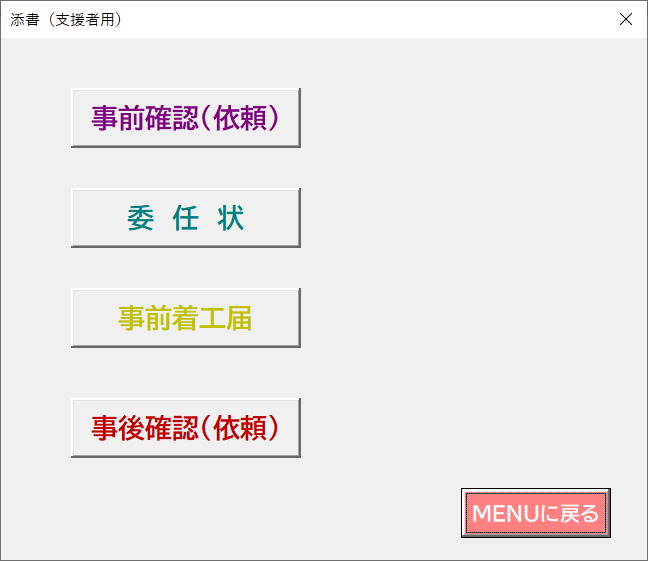 添書（支援者用）
事前確認（依頼）
委 任 状
事前着工届
事後確認（依頼）
MENUに戻る